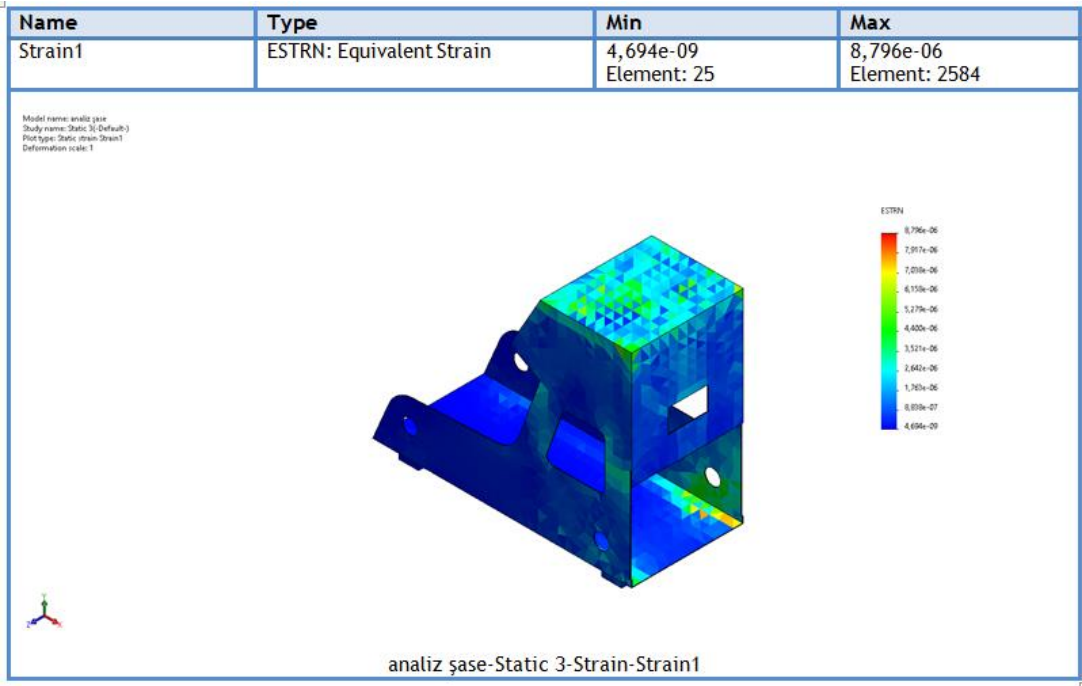 Name Type Min Max
Strain1 ESTRN: Equivalent Strain 4,694e-09 8,796e-06
Element: 25 Element: 2584
Model name: analiz şase
Study name: Static 3(-Default-)
Plot type: Static strain Strain1
Deformation scale: 1
ESTRN
8,796e-06
7,917e-06
7,038e-06
6,158e-06
5,279e-06
4,400e-06
3,521e-06
2,642e-06
1,763e-06
8,838e-07
4,694e-09
Y
Z
X
analiz şase-Static 3-Strain-Strain1